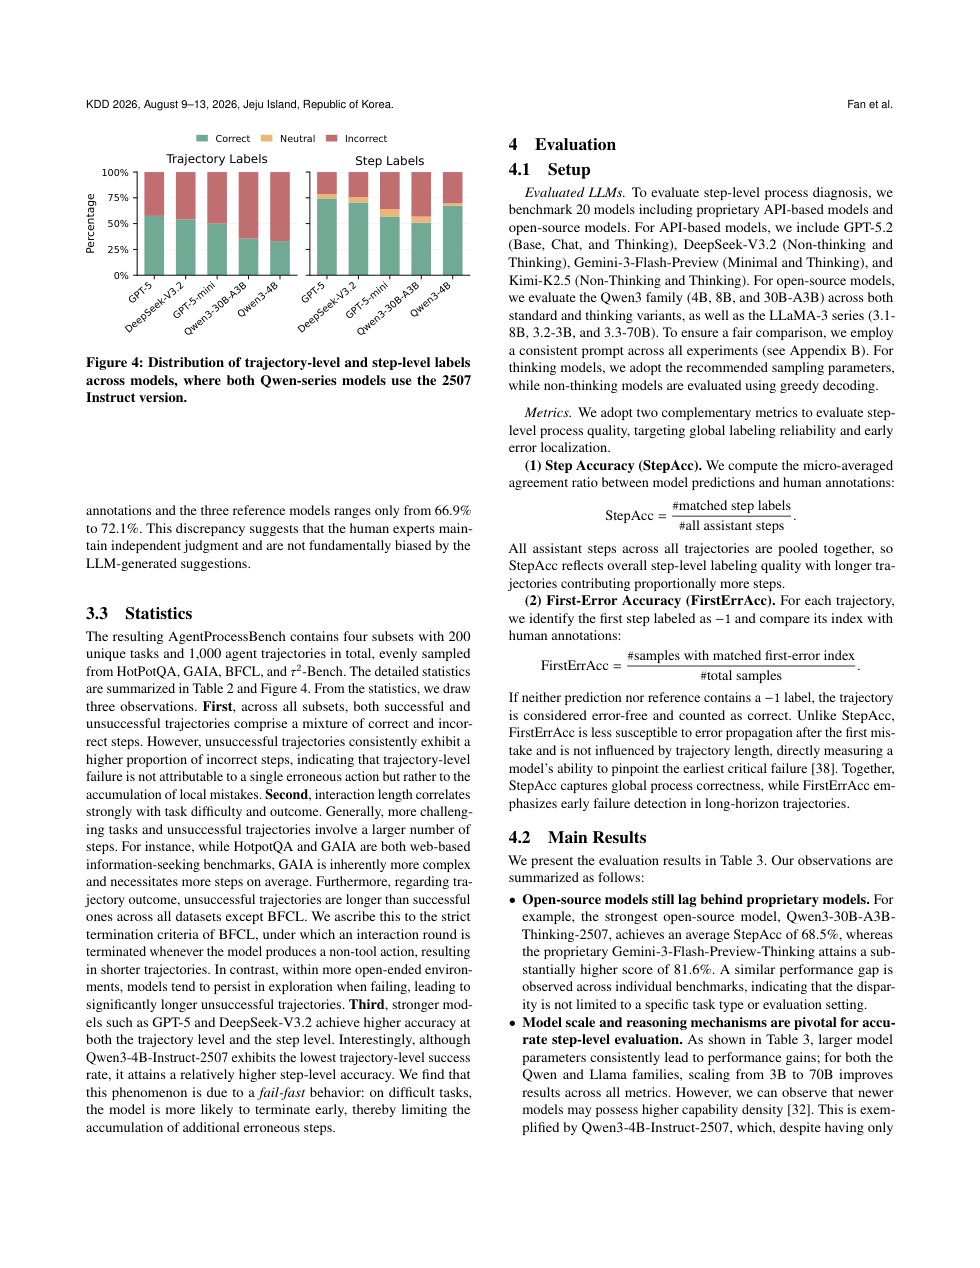 KDD 2026, August 9–13, 2026, Jeju Island, Republic of Korea.
Fan et al.
Correct Neutral Incorrect
Trajectory Labels
Step Labels
Percentage
100%
75%
50%
25%
0%
GPT-5
DeepSeek-V3.2
GPT-5-mini
Qwen3-30B-A3B
Qwen3-4B
GPT-5
DeepSeek-V3.2
GPT-5-mini
Qwen3-30B-A3B
Qwen3-4B
Figure 4: Distribution of trajectory-level and step-level labels
across models, where both Qwen-series models use the 2507
Instruct version.
annotations and the three reference models ranges only from 66.9%
to 72.1%. This discrepancy suggests that the human experts main-
tain independent judgment and are not fundamentally biased by the
LLM-generated suggestions.
3.3 Statistics
The resulting AgentProcessBench contains four subsets with 200
unique tasks and 1,000 agent trajectories in total, evenly sampled
from HotPotQA, GAIA, BFCL, and τ²-Bench. The detailed statistics
are summarized in Table 2 and Figure 4. From the statistics, we draw
three observations. First, across all subsets, both successful and
unsuccessful trajectories comprise a mixture of correct and incor-
rect steps. However, unsuccessful trajectories consistently exhibit a
higher proportion of incorrect steps, indicating that trajectory-level
failure is not attributable to a single erroneous action but rather to the
accumulation of local mistakes. Second, interaction length correlates
strongly with task difficulty and outcome. Generally, more challeng-
ing tasks and unsuccessful trajectories involve a larger number of
steps. For instance, while HotpotQA and GAIA are both web-based
information-seeking benchmarks, GAIA is inherently more complex
and necessitates more steps on average. Furthermore, regarding tra-
jectory outcome, unsuccessful trajectories are longer than successful
ones across all datasets except BFCL. We ascribe this to the strict
termination criteria of BFCL, under which an interaction round is
terminated whenever the model produces a non-tool action, resulting
in shorter trajectories. In contrast, within more open-ended environ-
ments, models tend to persist in exploration when failing, leading to
significantly longer unsuccessful trajectories. Third, stronger mod-
els such as GPT-5 and DeepSeek-V3.2 achieve higher accuracy at
both the trajectory level and the step level. Interestingly, although
Qwen3-4B-Instruct-2507 exhibits the lowest trajectory-level success
rate, it attains a relatively higher step-level accuracy. We find that
this phenomenon is due to a fail-fast behavior: on difficult tasks,
the model is more likely to terminate early, thereby limiting the
accumulation of additional erroneous steps.
4 Evaluation
4.1 Setup
Evaluated LLMs. To evaluate step-level process diagnosis, we
benchmark 20 models including proprietary API-based models and
open-source models. For API-based models, we include GPT-5.2
(Base, Chat, and Thinking), DeepSeek-V3.2 (Non-thinking and
Thinking), Gemini-3-Flash-Preview (Minimal and Thinking), and
Kimi-K2.5 (Non-Thinking and Thinking). For open-source models,
we evaluate the Qwen3 family (4B, 8B, and 30B-A3B) across both
standard and thinking variants, as well as the LLaMA-3 series (3.1-
8B, 3.2-3B, and 3.3-70B). To ensure a fair comparison, we employ
a consistent prompt across all experiments (see Appendix B). For
thinking models, we adopt the recommended sampling parameters,
while non-thinking models are evaluated using greedy decoding.
Metrics. We adopt two complementary metrics to evaluate step-
level process quality, targeting global labeling reliability and early
error localization.
(1) Step Accuracy (StepAcc). We compute the micro-averaged
agreement ratio between model predictions and human annotations:
StepAcc = #matched step labels / #all assistant steps .
All assistant steps across all trajectories are pooled together, so
StepAcc reflects overall step-level labeling quality with longer tra-
jectories contributing proportionally more steps.
(2) First-Error Accuracy (FirstErrAcc). For each trajectory,
we identify the first step labeled as −1 and compare its index with
human annotations:
FirstErrAcc = #samples with matched first-error index / #total samples .
If neither prediction nor reference contains a −1 label, the trajectory
is considered error-free and counted as correct. Unlike StepAcc,
FirstErrAcc is less susceptible to error propagation after the first mis-
take and is not influenced by trajectory length, directly measuring a
model's ability to pinpoint the earliest critical failure [38]. Together,
StepAcc captures global process correctness, while FirstErrAcc em-
phasizes early failure detection in long-horizon trajectories.
4.2 Main Results
We present the evaluation results in Table 3. Our observations are
summarized as follows:
• Open-source models still lag behind proprietary models. For
example, the strongest open-source model, Qwen3-30B-A3B-
Thinking-2507, achieves an average StepAcc of 68.5%, whereas
the proprietary Gemini-3-Flash-Preview-Thinking attains a sub-
stantially higher score of 81.6%. A similar performance gap is
observed across individual benchmarks, indicating that the dispar-
ity is not limited to a specific task type or evaluation setting.
• Model scale and reasoning mechanisms are pivotal for accu-
rate step-level evaluation. As shown in Table 3, larger model
parameters consistently lead to performance gains; for both the
Qwen and Llama families, scaling from 3B to 70B improves
results across all metrics. However, we can observe that newer
models may possess higher capability density [32]. This is exem-
plified by Qwen3-4B-Instruct-2507, which, despite having only